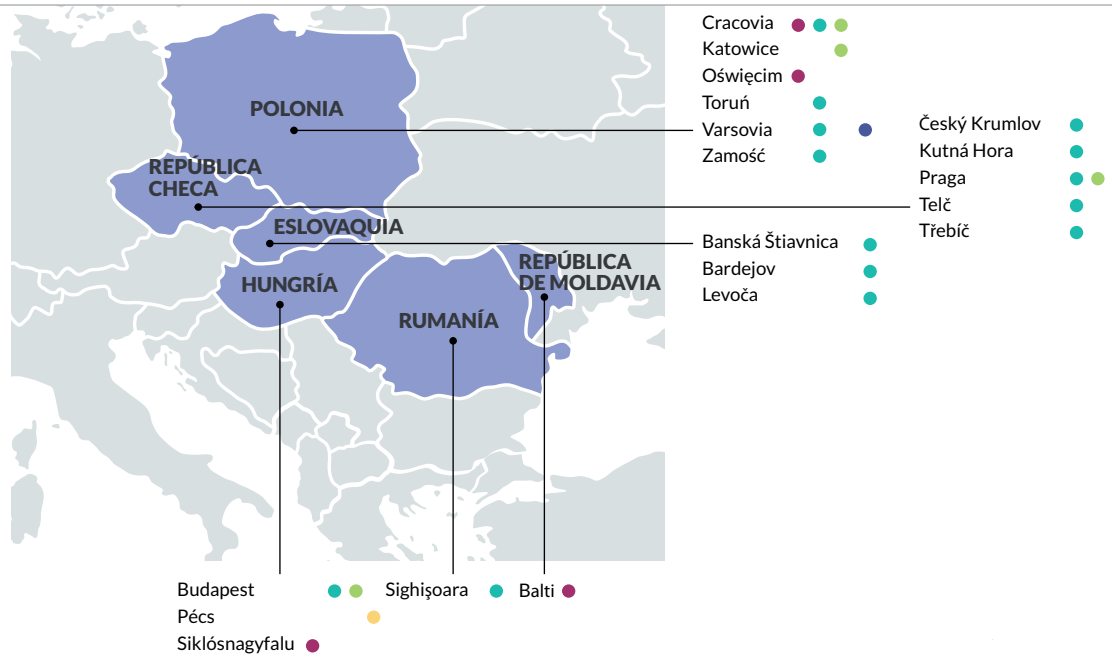 POLONIA
REPÚBLICA
CHECA
ESLOVAQUIA
HUNGRÍA
RUMANÍA
REPÚBLICA
DE MOLDAVIA
Cracovia
Katowice
Oświęcim
Toruń
Varsovia
Zamość
Český Krumlov
Kutná Hora
Praga
Telč
Třebíč
Banská Štiavnica
Bardejov
Levoča
Budapest
Pécs
Siklósnagyfalu
Sighişoara
Balti